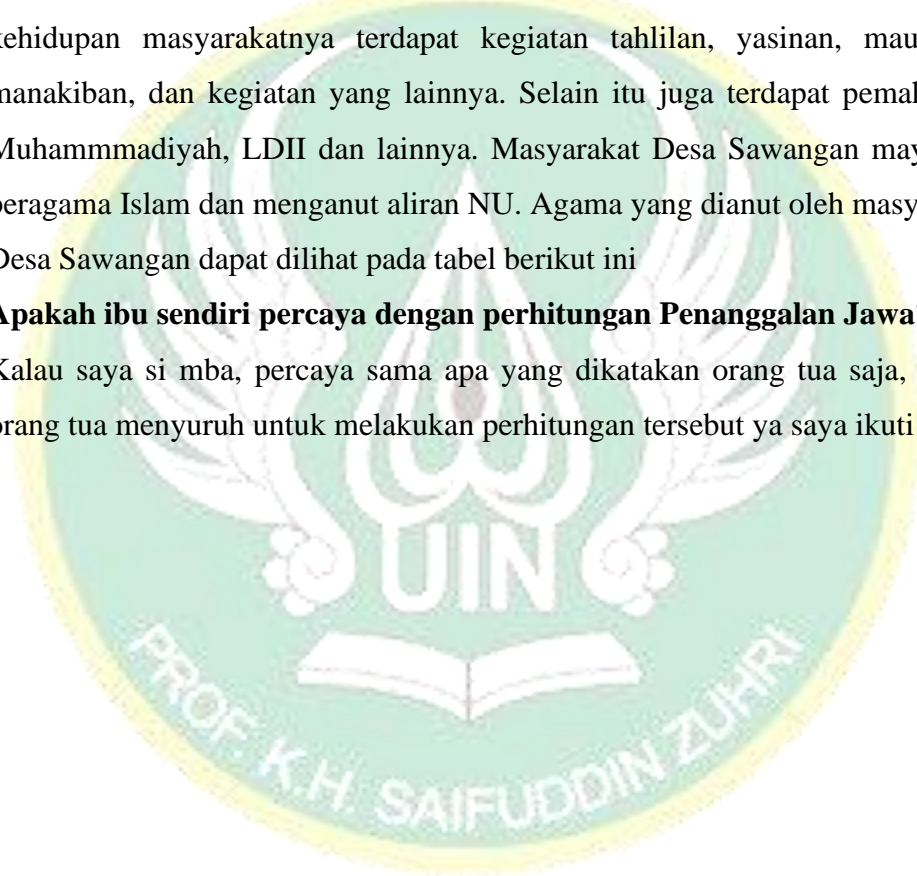 kehidupan masyarakatnya terdapat kegiatan tahlilan, yasinan, mau
manakiban, dan kegiatan yang lainnya. Selain itu juga terdapat pemal
Muhammmadiyah, LDII dan lainnya. Masyarakat Desa Sawangan may
beragama Islam dan menganut aliran NU. Agama yang dianut oleh masy
Desa Sawangan dapat dilihat pada tabel berikut ini
Apakah ibu sendiri percaya dengan perhitungan Penanggalan Jawa
Kalau saya si mba, percaya sama apa yang dikatakan orang tua saja,
orang tua menyuruh untuk melakukan perhitungan tersebut ya saya ikuti
UIN
PROF. K.H. SAIFUDDIN ZUHRI